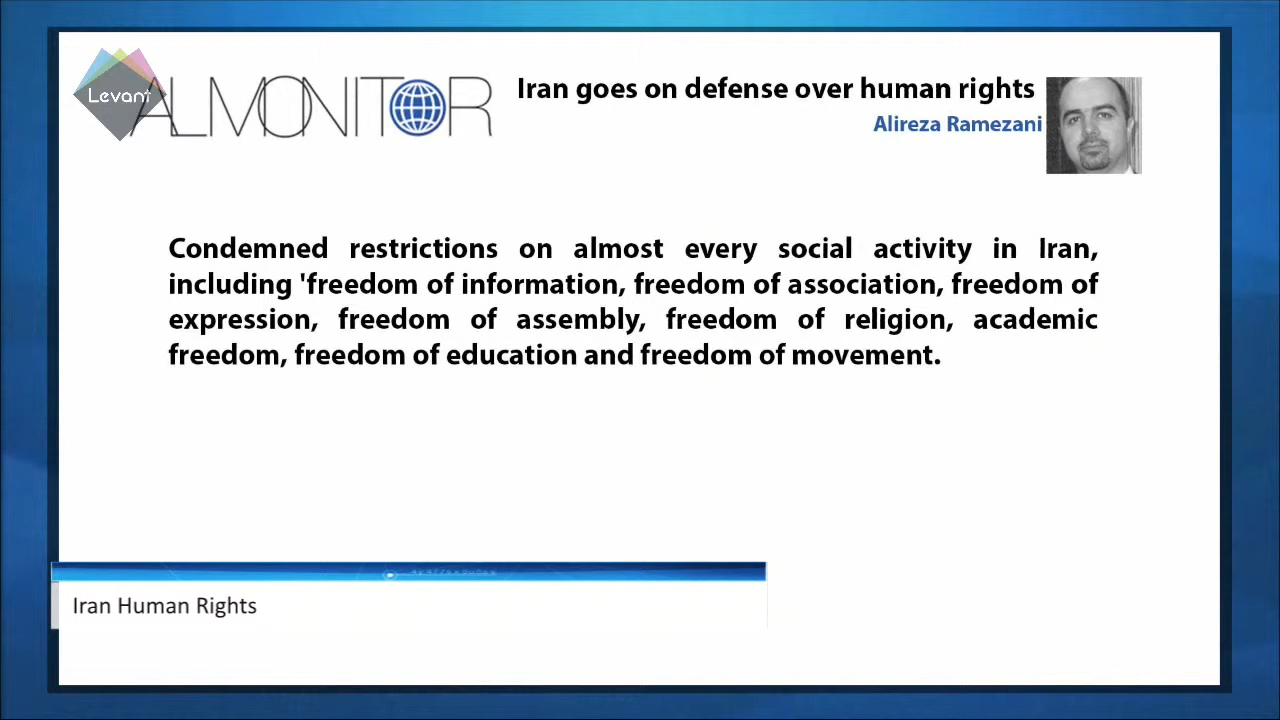 Levant
ALMONITOR
Iran goes on defense over human rights
Alireza Ramezani
Condemned restrictions on almost every social activity in Iran,
including 'freedom of information, freedom of association, freedom of
expression, freedom of assembly, freedom of religion, academic
freedom, freedom of education and freedom of movement.
Iran Human Rights